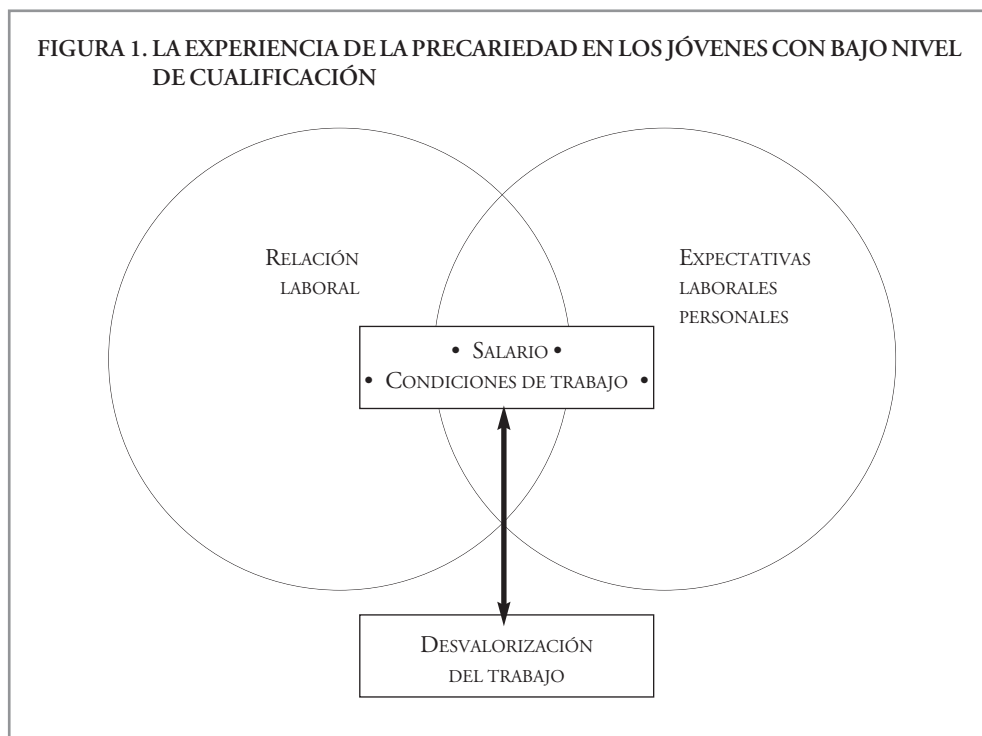 FIGURA 1. LA EXPERIENCIA DE LA PRECARIEDAD EN LOS JÓVENES CON BAJO NIVEL
DE CUALIFICACIÓN
RELACIÓN
LABORAL
EXPECTATIVAS
LABORALES
PERSONALES
• SALARIO •
• CONDICIONES DE TRABAJO •
DESVALORIZACIÓN
DEL TRABAJO